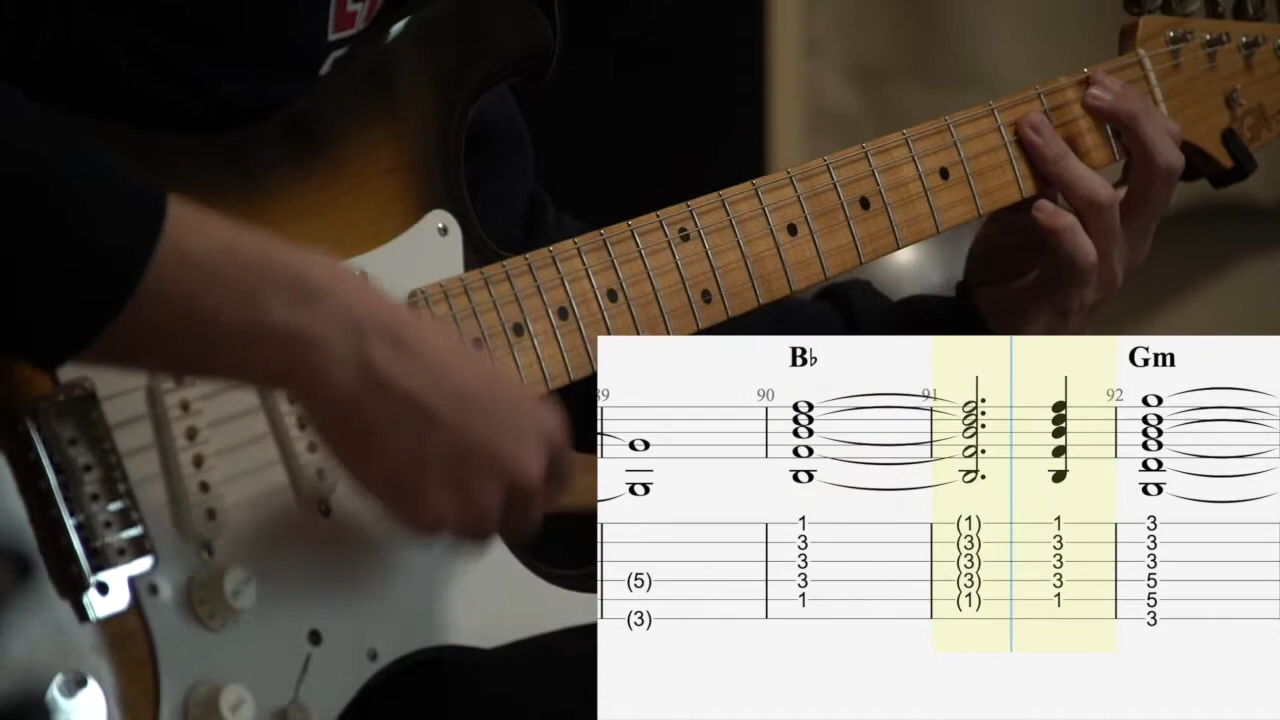 B♭ Gm
89 90 91 92
1 (1) 1 3
3 (3) 3 3
3 (3) 3 3
(5) 3 (3) 3 5
1 (1) 1 5
(3) 3